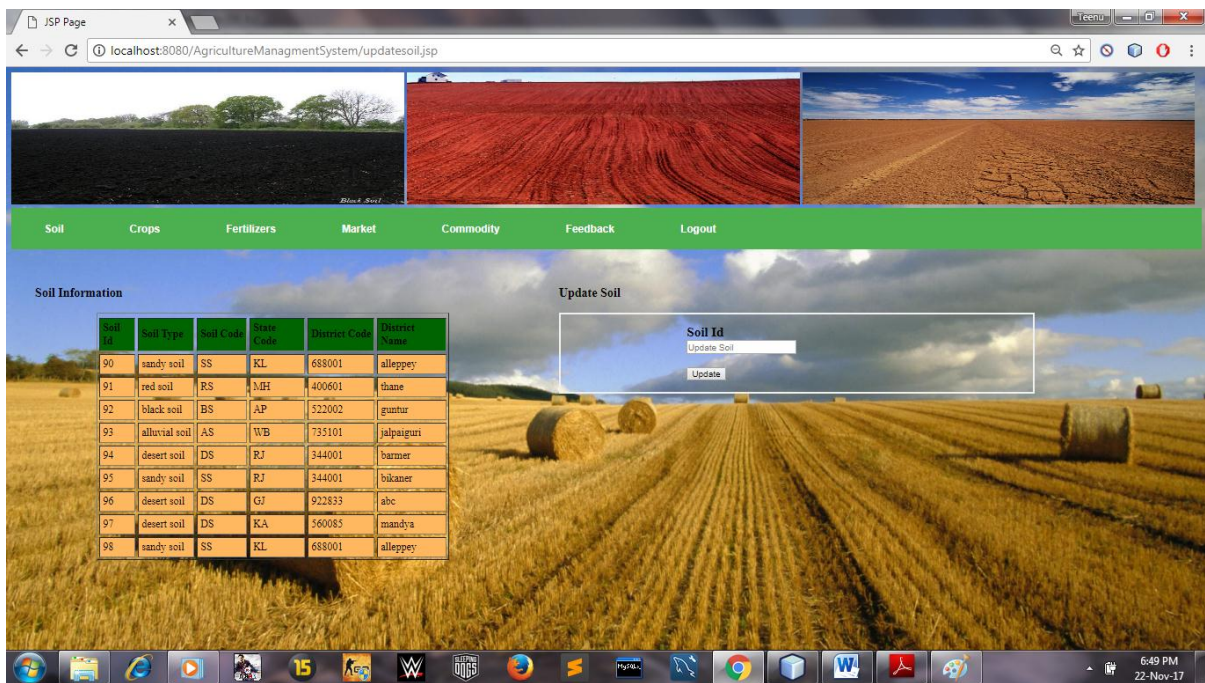 JSP Page
Teenu
localhost:8080/AgricultureManagmentSystem/updatesoil.jsp
Black Soil
Soil Crops Fertilizers Market Commodity Feedback Logout
Soil Information
Soil Id Soil Type Soil Code State Code District Code District Name
90 sandy soil SS KL 688001 alleppey
91 red soil RS MH 400601 thane
92 black soil BS AP 522002 guntur
93 alluvial soil AS WB 735101 jalpaiguri
94 desert soil DS RJ 344001 barmer
95 sandy soil SS RJ 344001 bikaner
96 desert soil DS GJ 922833 abc
97 desert soil DS KA 560085 mandya
98 sandy soil SS KL 688001 alleppey
Update Soil
Soil Id
Update Soil
Update
15
GO
W
SLEEPING DOGS
MySQL
W
6:49 PM
22-Nov-17